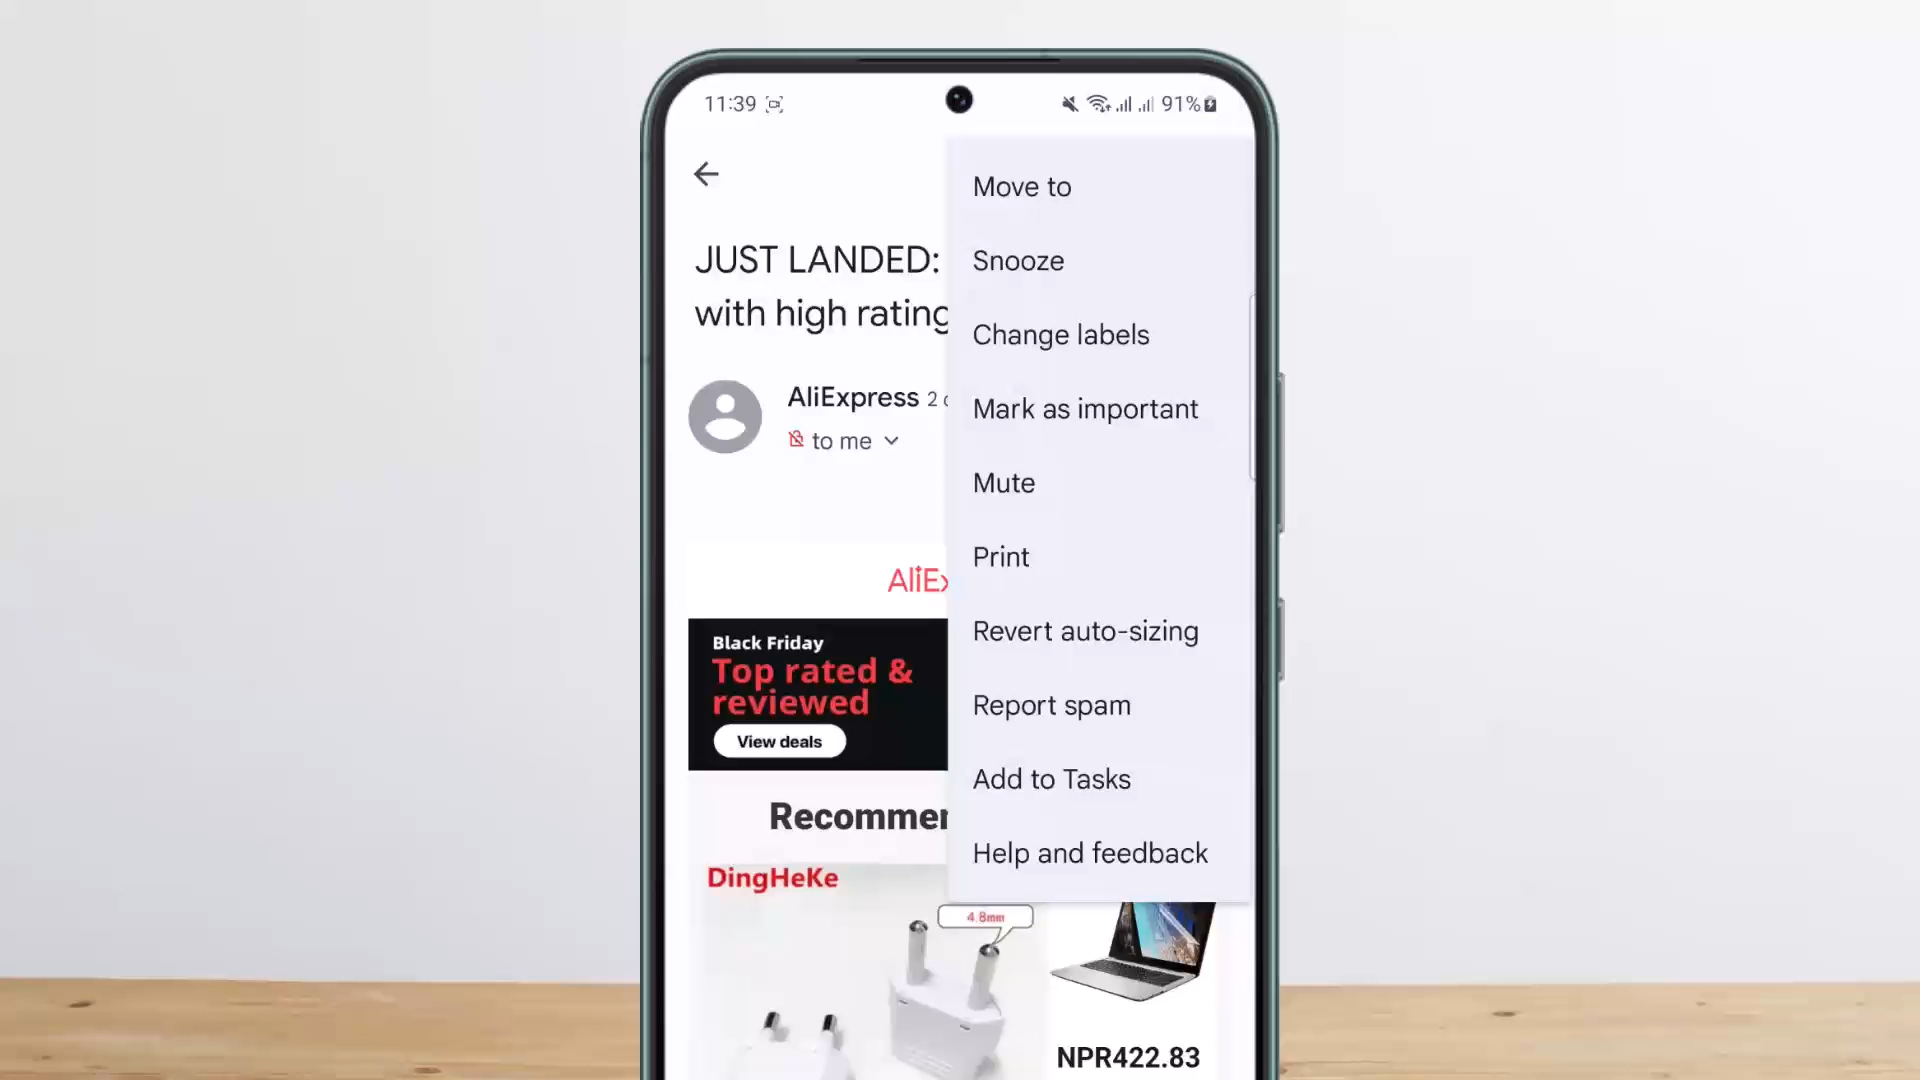 11:39
91%
Move to
Snooze
Change labels
Mark as important
Mute
Print
Revert auto-sizing
Report spam
Add to Tasks
Help and feedback
JUST LANDED:
with high rating
AliExpress 2
to me
AliEx
Black Friday
Top rated &
reviewed
View deals
Recommen
DingHeKe
4.8mm
NPR422.83